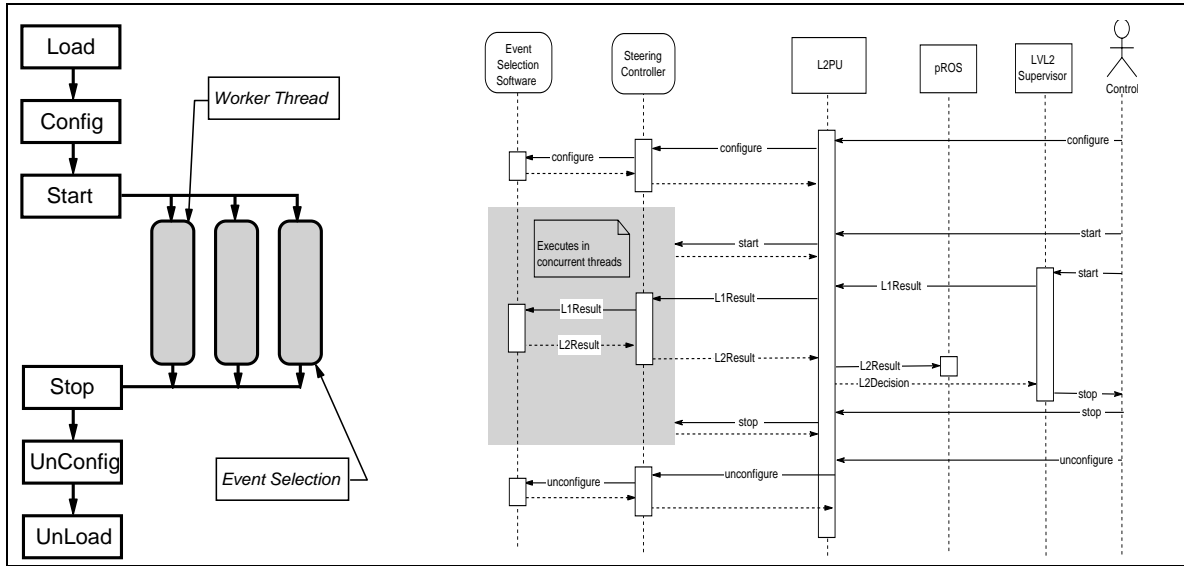 Load
Config
Start
Stop
UnConfig
UnLoad
Worker Thread
Event Selection
Event
Selection
Software
Steering
Controller
L2PU
pROS
LVL2
Supervisor
Control
configure
configure
configure
Executes in
concurrent threads
start
start
start
L1Result
L1Result
L1Result
L2Result
L2Result
L2Result
L2Decision
stop
stop
stop
unconfigure
unconfigure
unconfigure